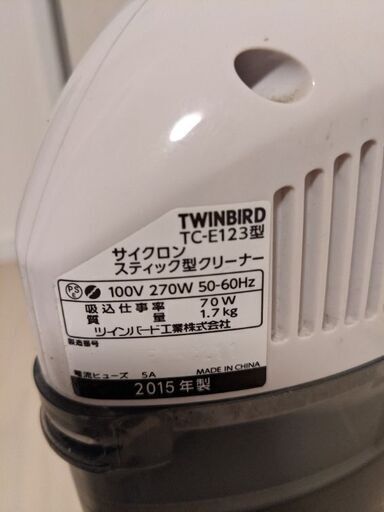 TWINBIRD
TC-E123型
サイクロン
スティック型クリーナー
PSE 100V 270W 50-60Hz
吸込仕事率 70W
質量 1.7kg
ツインバード工業株式会社
製造番号
電流ヒューズ 5A MADE IN CHINA
2015年製